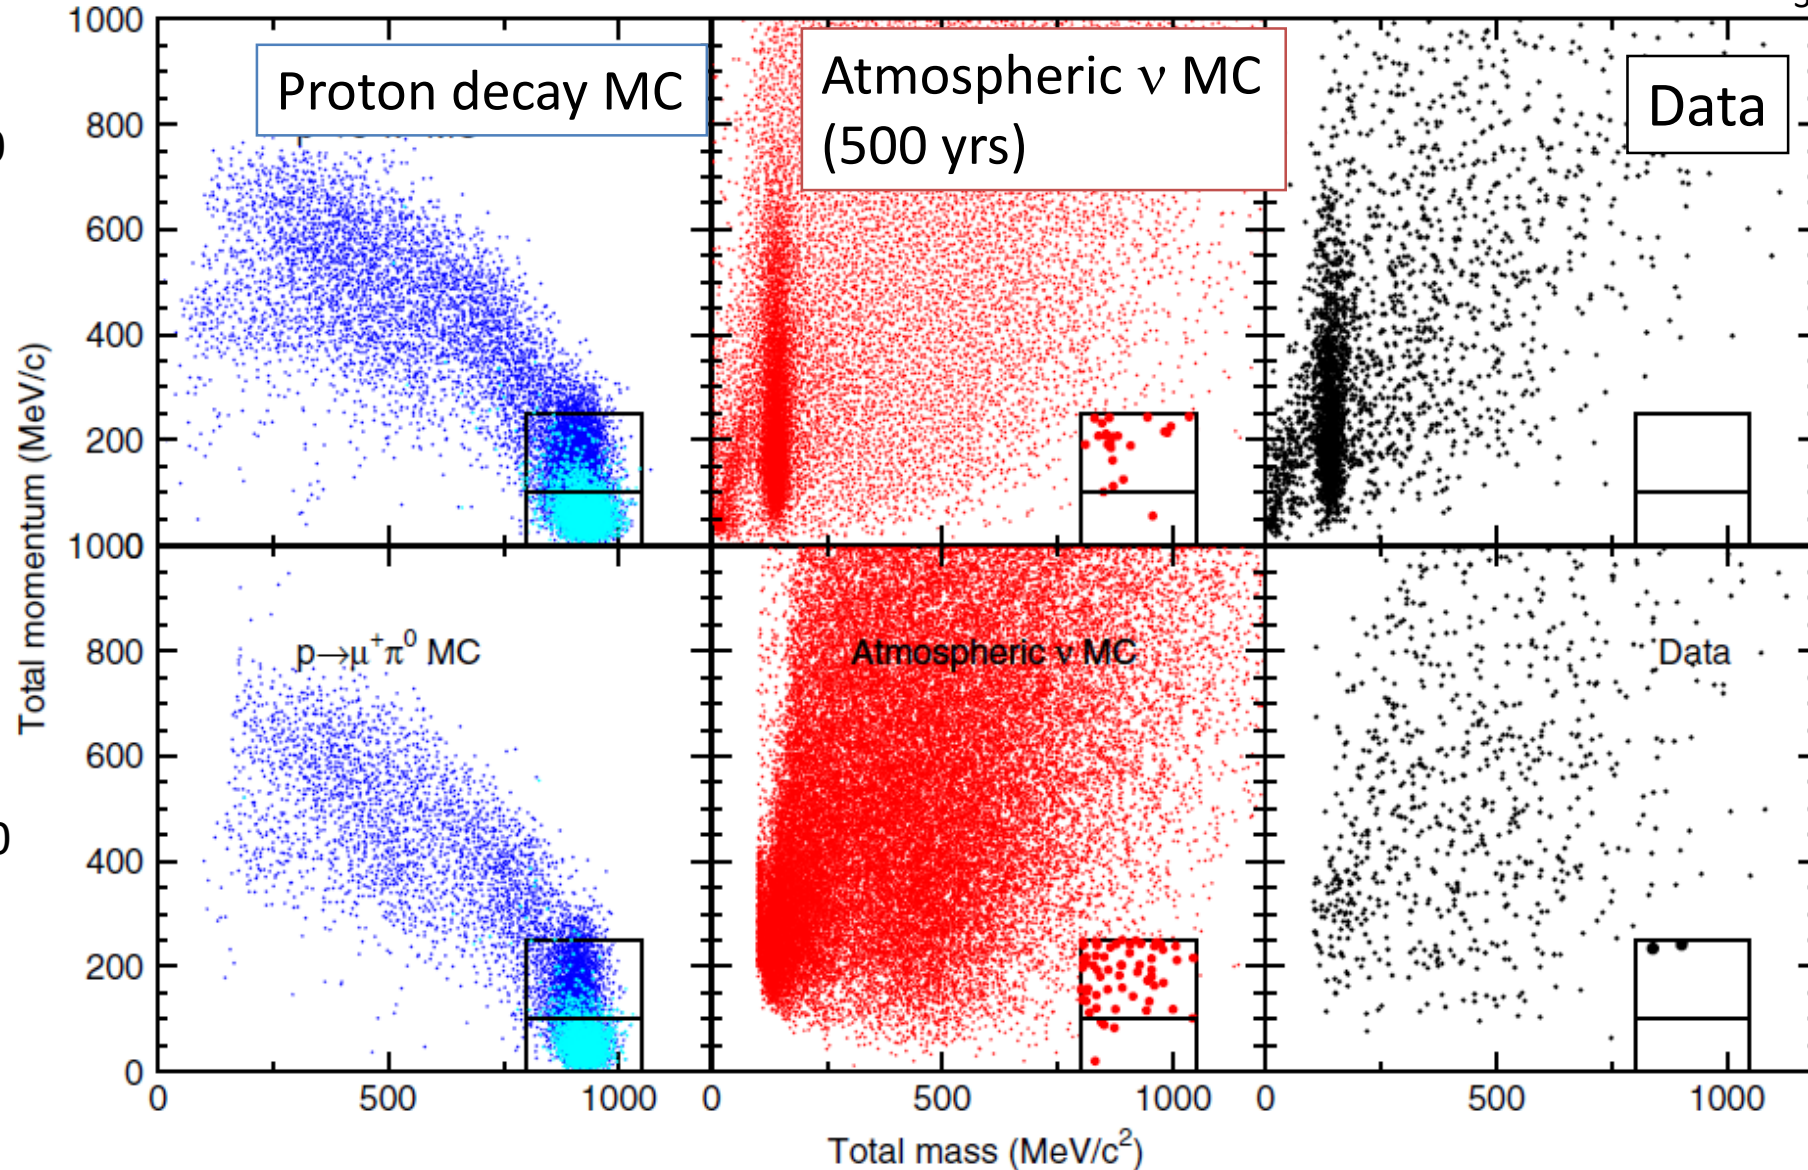 1000
Proton decay MC
Atmospheric ν MC
(500 yrs)
Data
800
600
400
200
1000
p→μ⁺π⁰ MC
Atmospheric ν MC
Data
800
600
400
200
0
0 500 1000 0 500 1000 0 500 1000
Total momentum (MeV/c)
Total mass (MeV/c²)